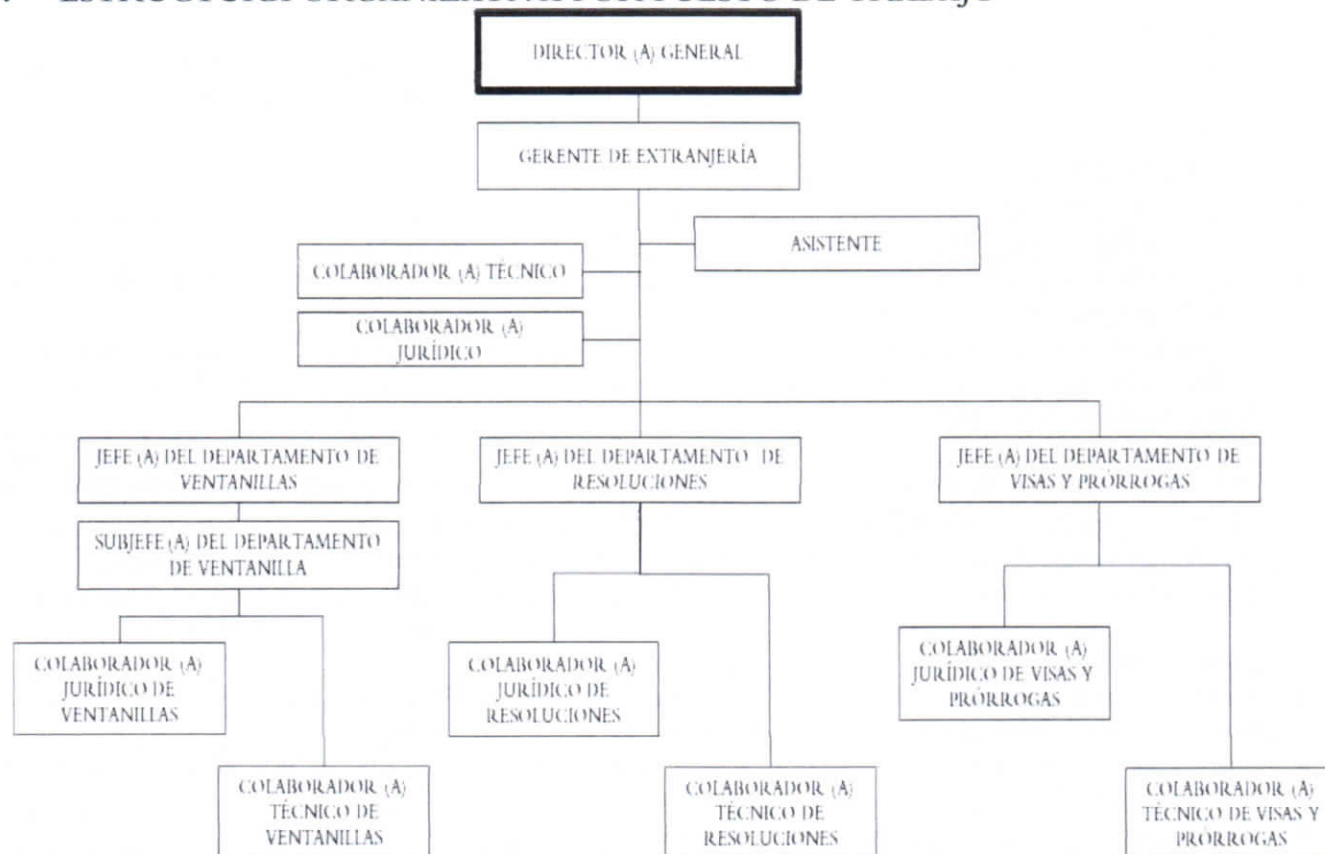 DIRECTOR (A) GENERAL
GERENTE DE EXTRANJERÍA
ASISTENTE
COLABORADOR (A) TÉCNICO
COLABORADOR (A)
JURÍDICO
JEFE (A) DEL DEPARTAMENTO DE
VENTANILLAS
JEFE (A) DEL DEPARTAMENTO DE
RESOLUCIONES
JEFE (A) DEL DEPARTAMENTO DE
VISAS Y PRÓRROGAS
SUBJEFE (A) DEL DEPARTAMENTO
DE VENTANILLA
COLABORADOR (A)
JURÍDICO DE
VENTANILLAS
COLABORADOR (A)
JURÍDICO DE
RESOLUCIONES
COLABORADOR (A)
JURÍDICO DE VISAS Y
PRÓRROGAS
COLABORADOR (A)
TÉCNICO DE
VENTANILLAS
COLABORADOR (A)
TÉCNICO DE
RESOLUCIONES
COLABORADOR (A)
TÉCNICO DE VISAS Y
PRÓRROGAS